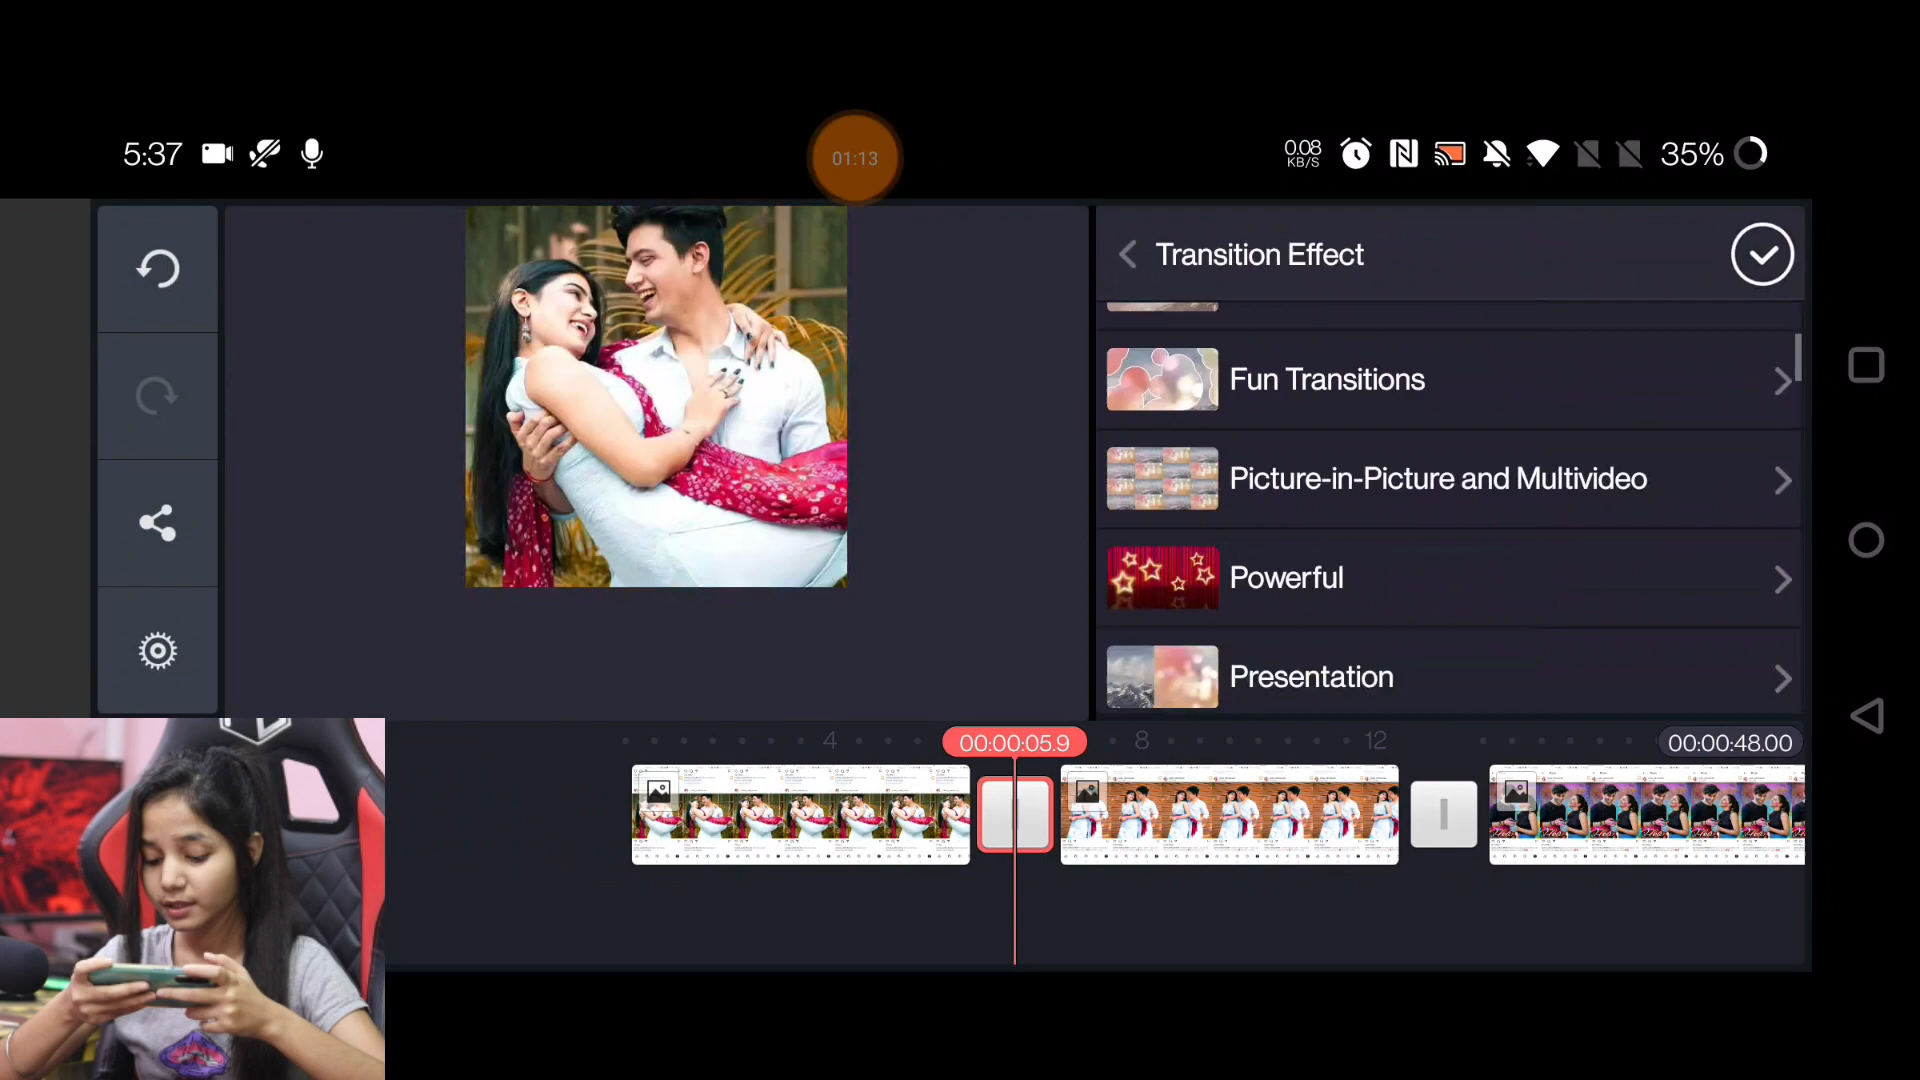 5:37
01:13
0.08
KB/S
35%
Transition Effect
Fun Transitions
Picture-in-Picture and Multivideo
Powerful
Presentation
4
00:00:05.9
8
12
00:00:48.00